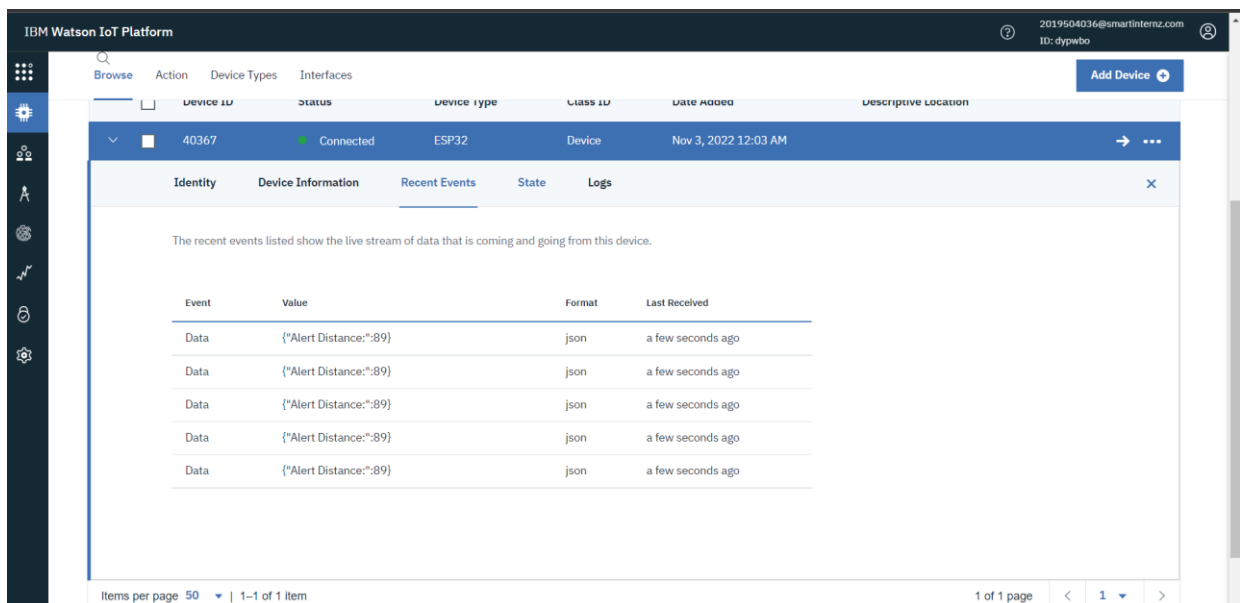 IBM Watson IoT Platform
2019504036@smartinternz.com
ID: dypwbo
Browse Action Device Types Interfaces
Add Device
Device ID Status Device Type Class ID Date Added Descriptive Location
40367 Connected ESP32 Device Nov 3, 2022 12:03 AM
Identity Device Information Recent Events State Logs
The recent events listed show the live stream of data that is coming and going from this device.
Event Value Format Last Received
Data {"Alert Distance:":89} json a few seconds ago
Data {"Alert Distance:":89} json a few seconds ago
Data {"Alert Distance:":89} json a few seconds ago
Data {"Alert Distance:":89} json a few seconds ago
Data {"Alert Distance:":89} json a few seconds ago
Items per page 50 | 1–1 of 1 item 1 of 1 page 1